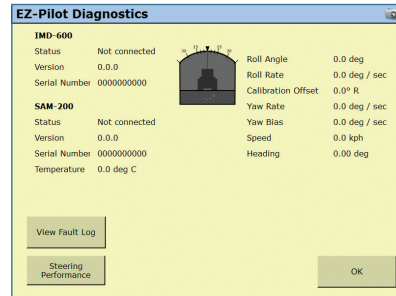 EZ-Pilot Diagnostics
IMD-600
Status Not connected
Version 0.0.0
Serial Number 0000000000
SAM-200
Status Not connected
Version 0.0.0
Serial Number 0000000000
Temperature 0.0 deg C
Roll Angle 0.0 deg
Roll Rate 0.0 deg / sec
Calibration Offset 0.0° R
Yaw Rate 0.0 deg / sec
Yaw Bias 0.0 deg / sec
Speed 0.0 kph
Heading 0.00 deg
View Fault Log
Steering
Performance
OK